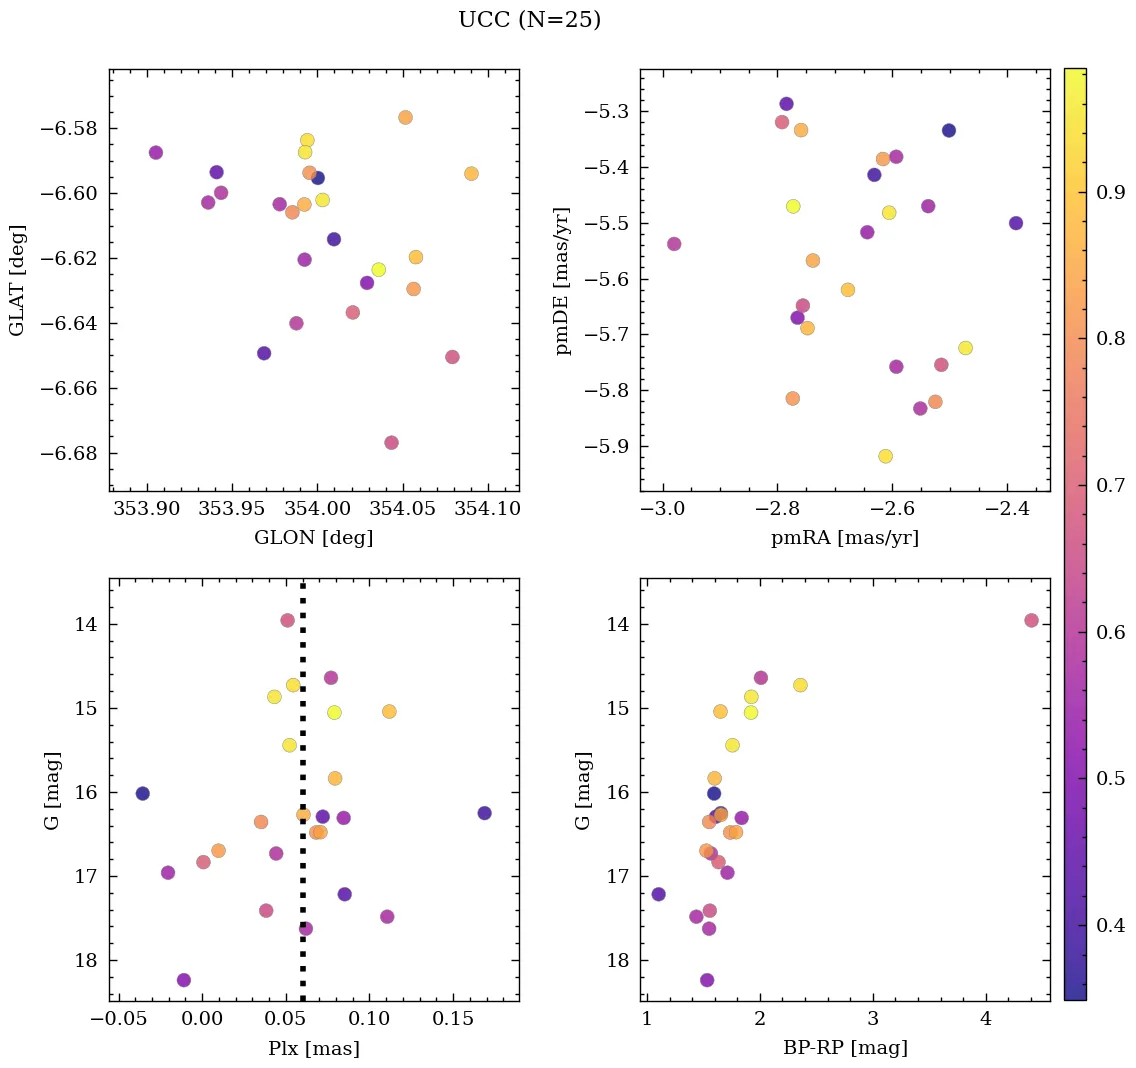 UCC (N=25)
−6.58
−6.60
−6.62
−6.64
−6.66
−6.68
GLAT [deg]
353.90 353.95 354.00 354.05 354.10
GLON [deg]
−5.3
−5.4
−5.5
−5.6
−5.7
−5.8
−5.9
pmDE [mas/yr]
−3.0 −2.8 −2.6 −2.4
pmRA [mas/yr]
14
15
16
17
18
G [mag]
−0.05 0.00 0.05 0.10 0.15
Plx [mas]
14
15
16
17
18
G [mag]
1 2 3 4
BP-RP [mag]
0.9
0.8
0.7
0.6
0.5
0.4